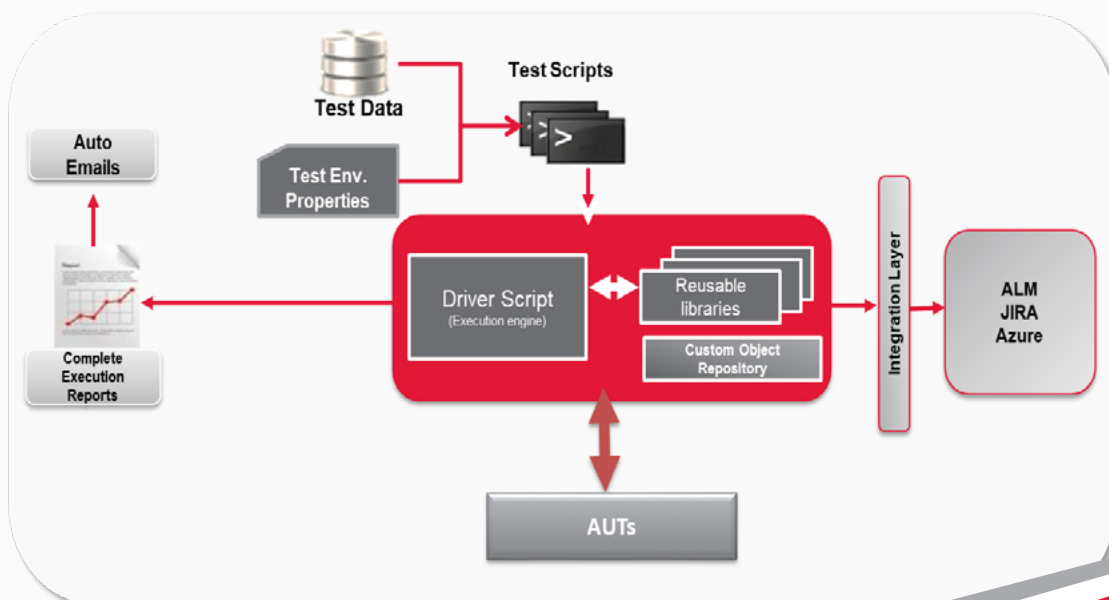 Test Data
Test Scripts
Auto
Emails
Test Env.
Properties
Driver Script
(Execution engine)
Reusable
libraries
Custom Object
Repository
Integration Layer
ALM
JIRA
Azure
Complete
Execution
Reports
AUTs